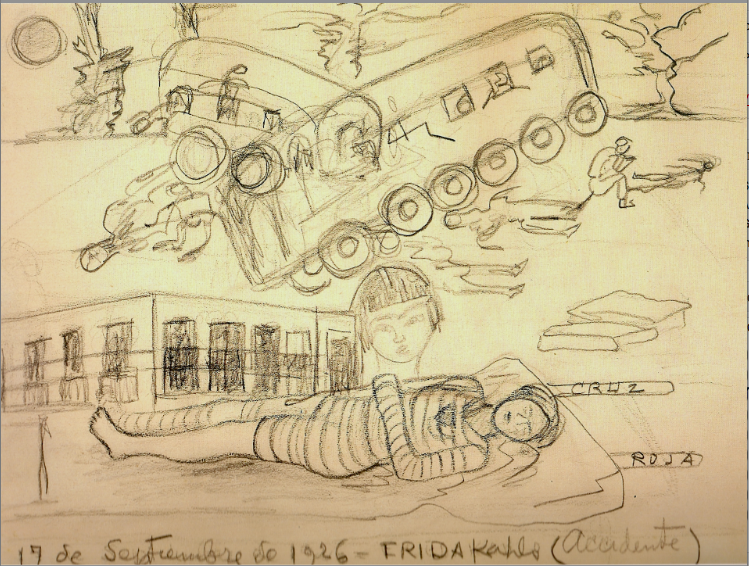 CRUZ
ROJA
17 de Septiembre de 1926 - FRIDA Kahlo (Accidente)